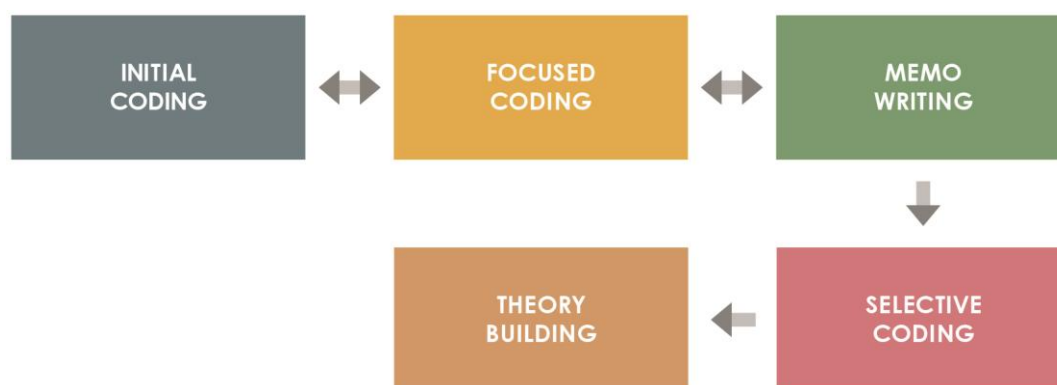 INITIAL
CODING
FOCUSED
CODING
MEMO
WRITING
THEORY
BUILDING
SELECTIVE
CODING